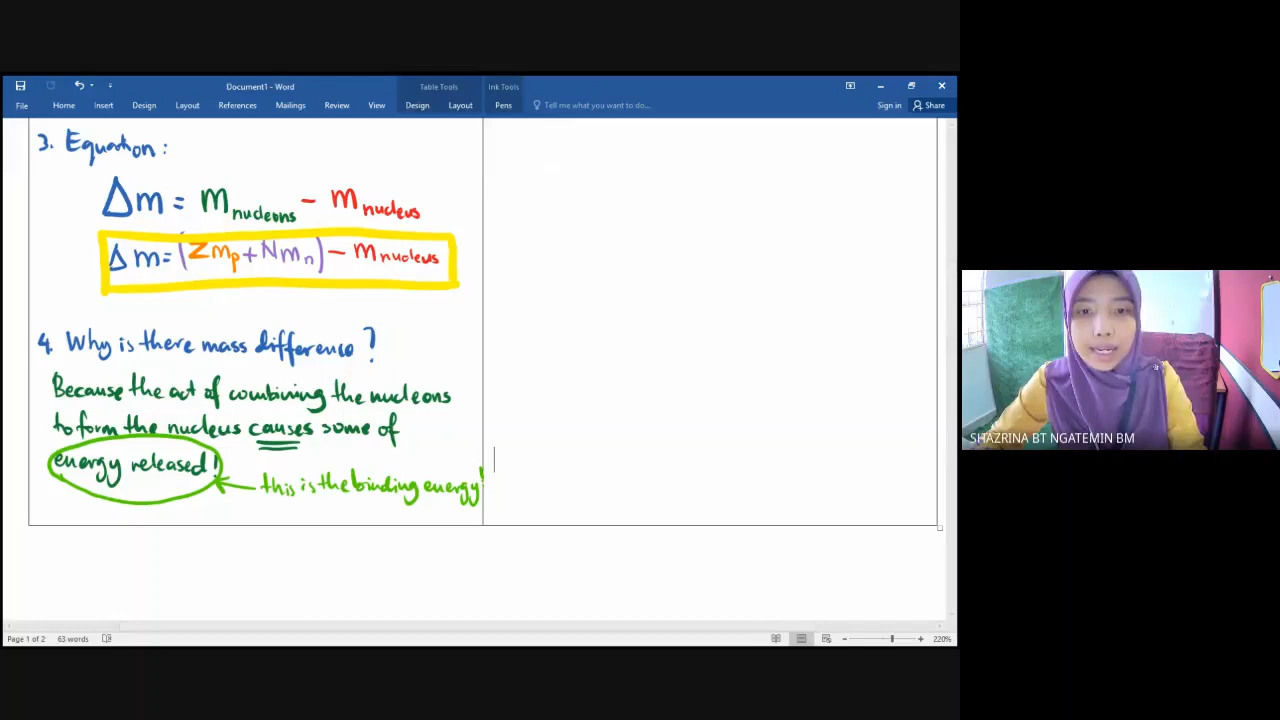 Document1 - Word
Table Tools
Ink Tools
File Home Insert Design Layout References Mailings Review View Design Layout Pens Tell me what you want to do... Sign in Share
3. Equation:
Δm = m nucleons - m nucleus
Δm = (Zmp + Nmn) - m nucleus
4. Why is there mass difference?
Because the act of combining the nucleons
to form the nucleus causes some of
energy released!
this is the binding energy!
SHAZRINA BT NGATEMIN BM
Page 1 of 2 63 words 220%